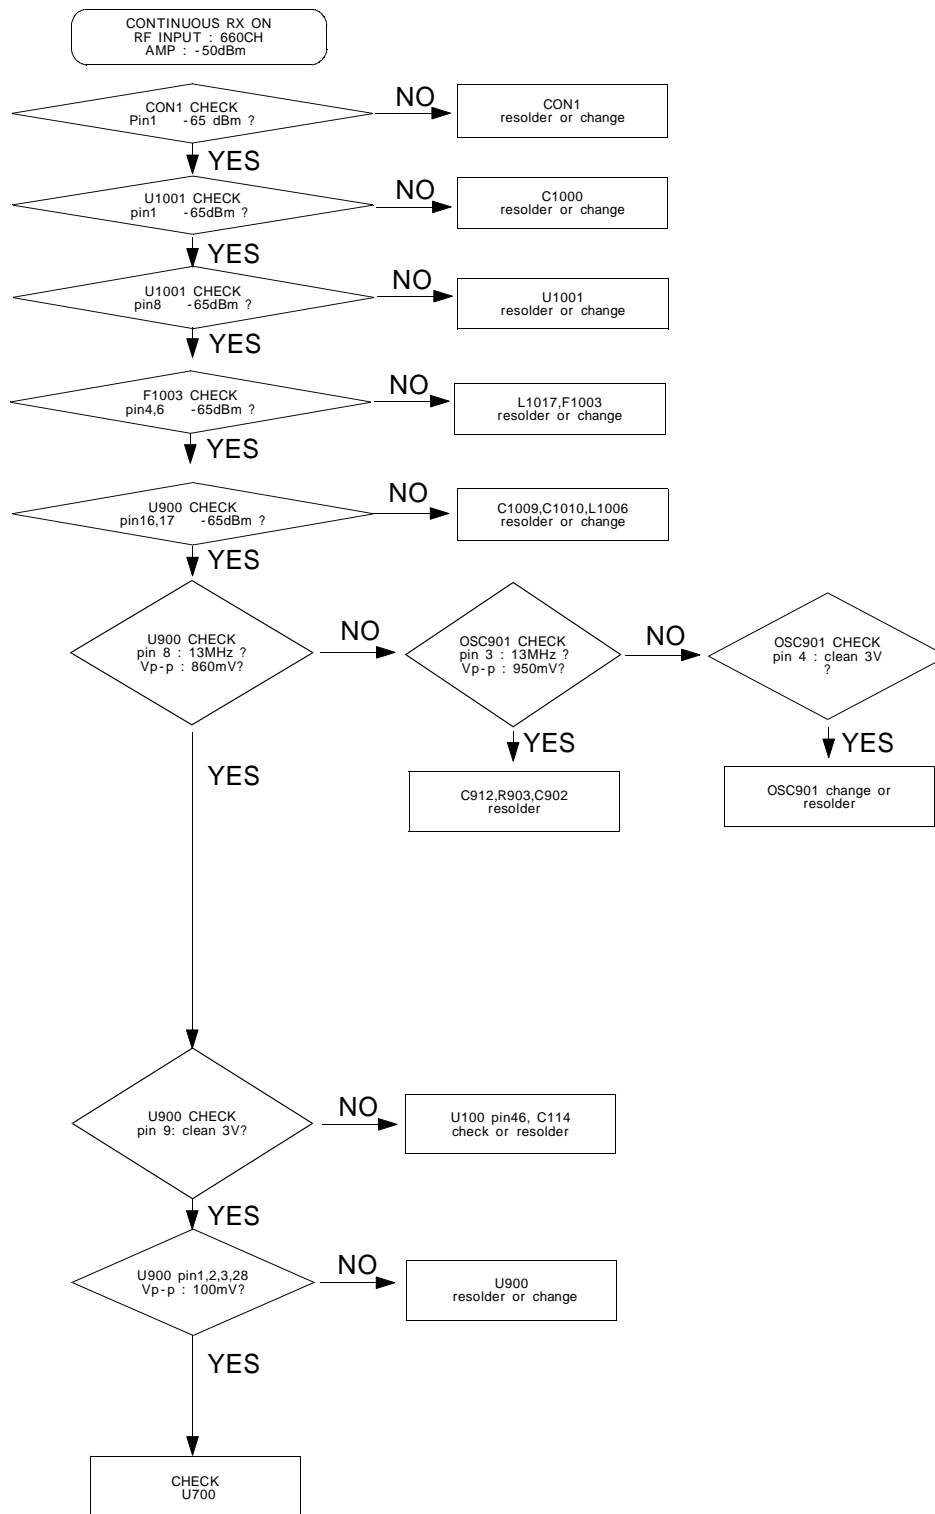 CONTINUOUS RX ON
RF INPUT : 660CH
AMP : -50dBm
CON1 CHECK
Pin1 -65 dBm ?
NO
CON1
resolder or change
YES
U1001 CHECK
pin1 -65dBm ?
NO
C1000
resolder or change
YES
U1001 CHECK
pin8 -65dBm ?
NO
U1001
resolder or change
YES
F1003 CHECK
pin4,6 -65dBm ?
NO
L1017,F1003
resolder or change
YES
U900 CHECK
pin16,17 -65dBm ?
NO
C1009,C1010,L1006
resolder or change
YES
U900 CHECK
pin 8 : 13MHz ?
Vp-p : 860mV?
NO
OSC901 CHECK
pin 3 : 13MHz ?
Vp-p : 950mV?
NO
OSC901 CHECK
pin 4 : clean 3V
?
YES
YES
YES
C912,R903,C902
resolder
OSC901 change or
resolder
U900 CHECK
pin 9: clean 3V?
NO
U100 pin46, C114
check or resolder
YES
U900 pin1,2,3,28
Vp-p : 100mV?
NO
U900
resolder or change
YES
CHECK
U700